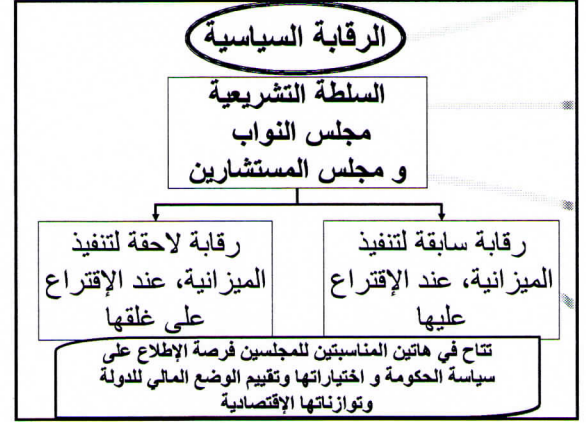 الرقابة السياسية
السلطة التشريعية
مجلس النواب
و مجلس المستشارين
رقابة سابقة لتنفيذ
الميزانية، عند الإقتراع
عليها
رقابة لاحقة لتنفيذ
الميزانية، عند الإقتراع
على غلقها
تتاح في هاتين المناسبتين للمجلسين فرصة الإطلاع على
سياسة الحكومة و اختياراتها وتقييم الوضع المالي للدولة
وتوازناتها الإقتصادية